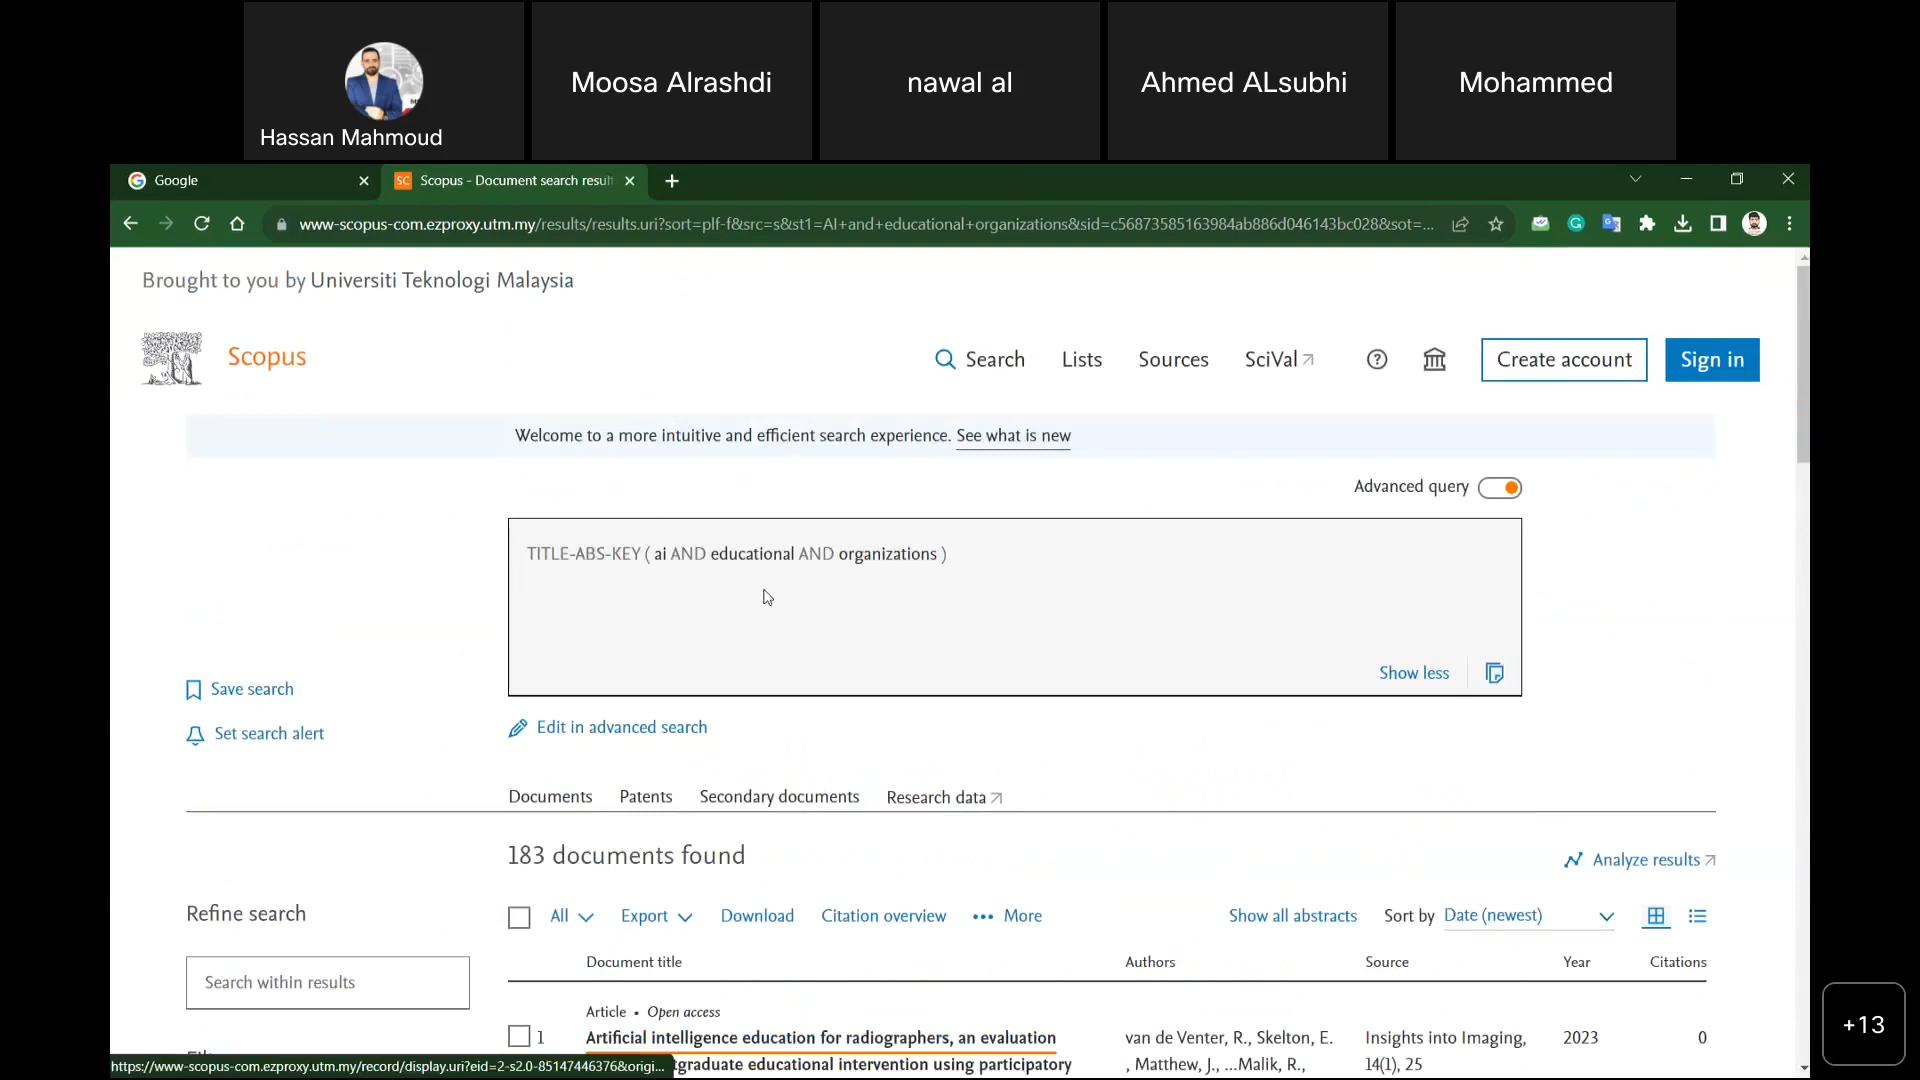 Hassan Mahmoud
Moosa Alrashdi
nawal al
Ahmed ALsubhi
Mohammed
Google
Scopus - Document search resul
www-scopus-com.ezproxy.utm.my/results/results.uri?sort=plf-f&src=s&st1=AI+and+educational+organizations&sid=c56873585163984ab886d046143bc028&sot=...
Brought to you by Universiti Teknologi Malaysia
Scopus
Search
Lists
Sources
SciVal
Create account
Sign in
Welcome to a more intuitive and efficient search experience. See what is new
Advanced query
TITLE-ABS-KEY ( ai AND educational AND organizations )
Show less
Save search
Edit in advanced search
Set search alert
Documents
Patents
Secondary documents
Research data
183 documents found
Analyze results
Refine search
All
Export
Download
Citation overview
More
Show all abstracts
Sort by
Date (newest)
Document title
Authors
Source
Year
Citations
Search within results
Article • Open access
1
Artificial intelligence education for radiographers, an evaluation
tgraduate educational intervention using participatory
van de Venter, R., Skelton, E.
, Matthew, J., ...Malik, R.,
Insights into Imaging,
14(1), 25
2023
0
https://www-scopus-com.ezproxy.utm.my/record/display.uri?eid=2-s2.0-85147446376&origi...
+13